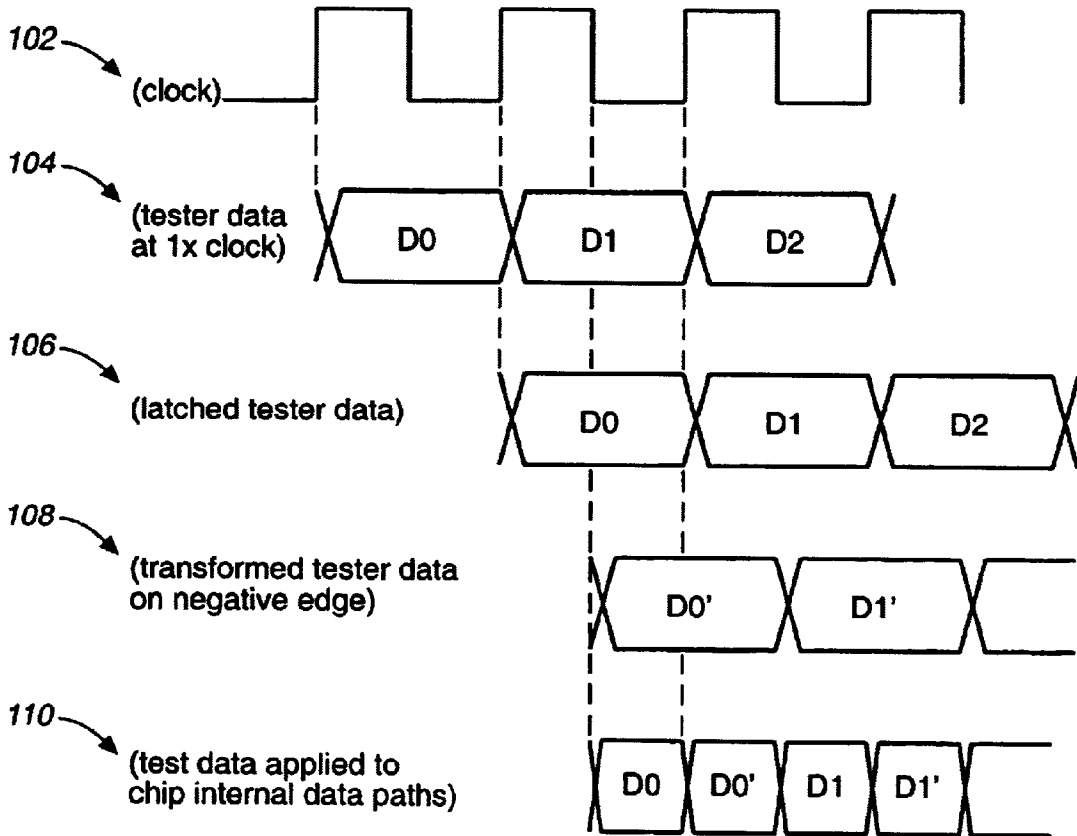 102
(clock)
104
(tester data
at 1x clock)
D0 D1 D2
106
(latched tester data)
D0 D1 D2
108
(transformed tester data
on negative edge)
D0' D1'
110
(test data applied to
chip internal data paths)
D0 D0' D1 D1'